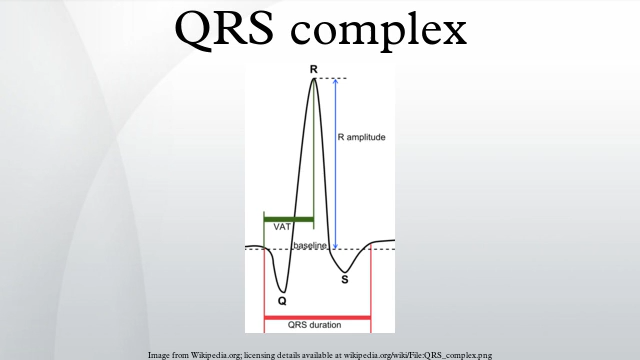 QRS complex
R
R amplitude
VAT
baseline
S
Q
QRS duration
Image from Wikipedia.org; licensing details available at wikipedia.org/wiki/File:QRS_complex.png